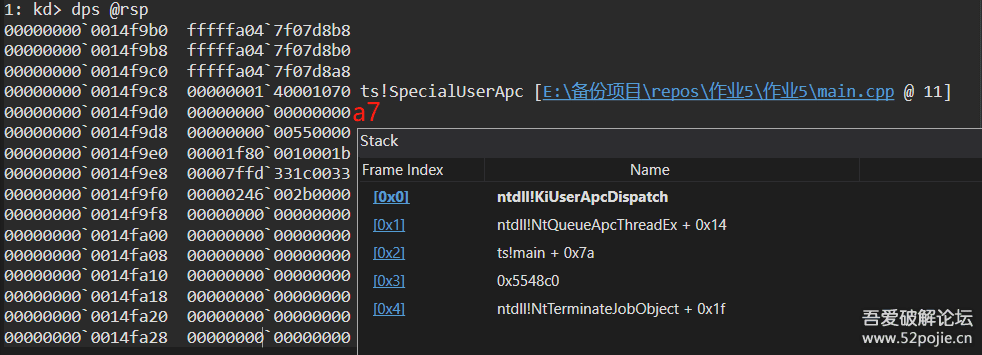 1: kd> dps @rsp
00000000`0014f9b0 fffffa04`7f07d8b8
00000000`0014f9b8 fffffa04`7f07d8b0
00000000`0014f9c0 fffffa04`7f07d8a8
00000000`0014f9c8 00000001`40001070 ts!SpecialUserApc [E:\备份项目\repos\作业5\作业5\main.cpp @ 11]
00000000`0014f9d0 00000000`00000000 a7
00000000`0014f9d8 00000000`00550000
00000000`0014f9e0 00001f80`0010001b
00000000`0014f9e8 00007ffd`331c0033
00000000`0014f9f0 00000246`002b0000
00000000`0014f9f8 00000000`00000000
00000000`0014fa00 00000000`00000000
00000000`0014fa08 00000000`00000000
00000000`0014fa10 00000000`00000000
00000000`0014fa18 00000000`00000000
00000000`0014fa20 00000000`00000000
00000000`0014fa28 00000000`00000000
Stack
Frame Index Name
[0x0] ntdll!KiUserApcDispatch
[0x1] ntdll!NtQueueApcThreadEx + 0x14
[0x2] ts!main + 0x7a
[0x3] 0x5548c0
[0x4] ntdll!NtTerminateJobObject + 0x1f
吾爱破解论坛
www.52pojie.cn